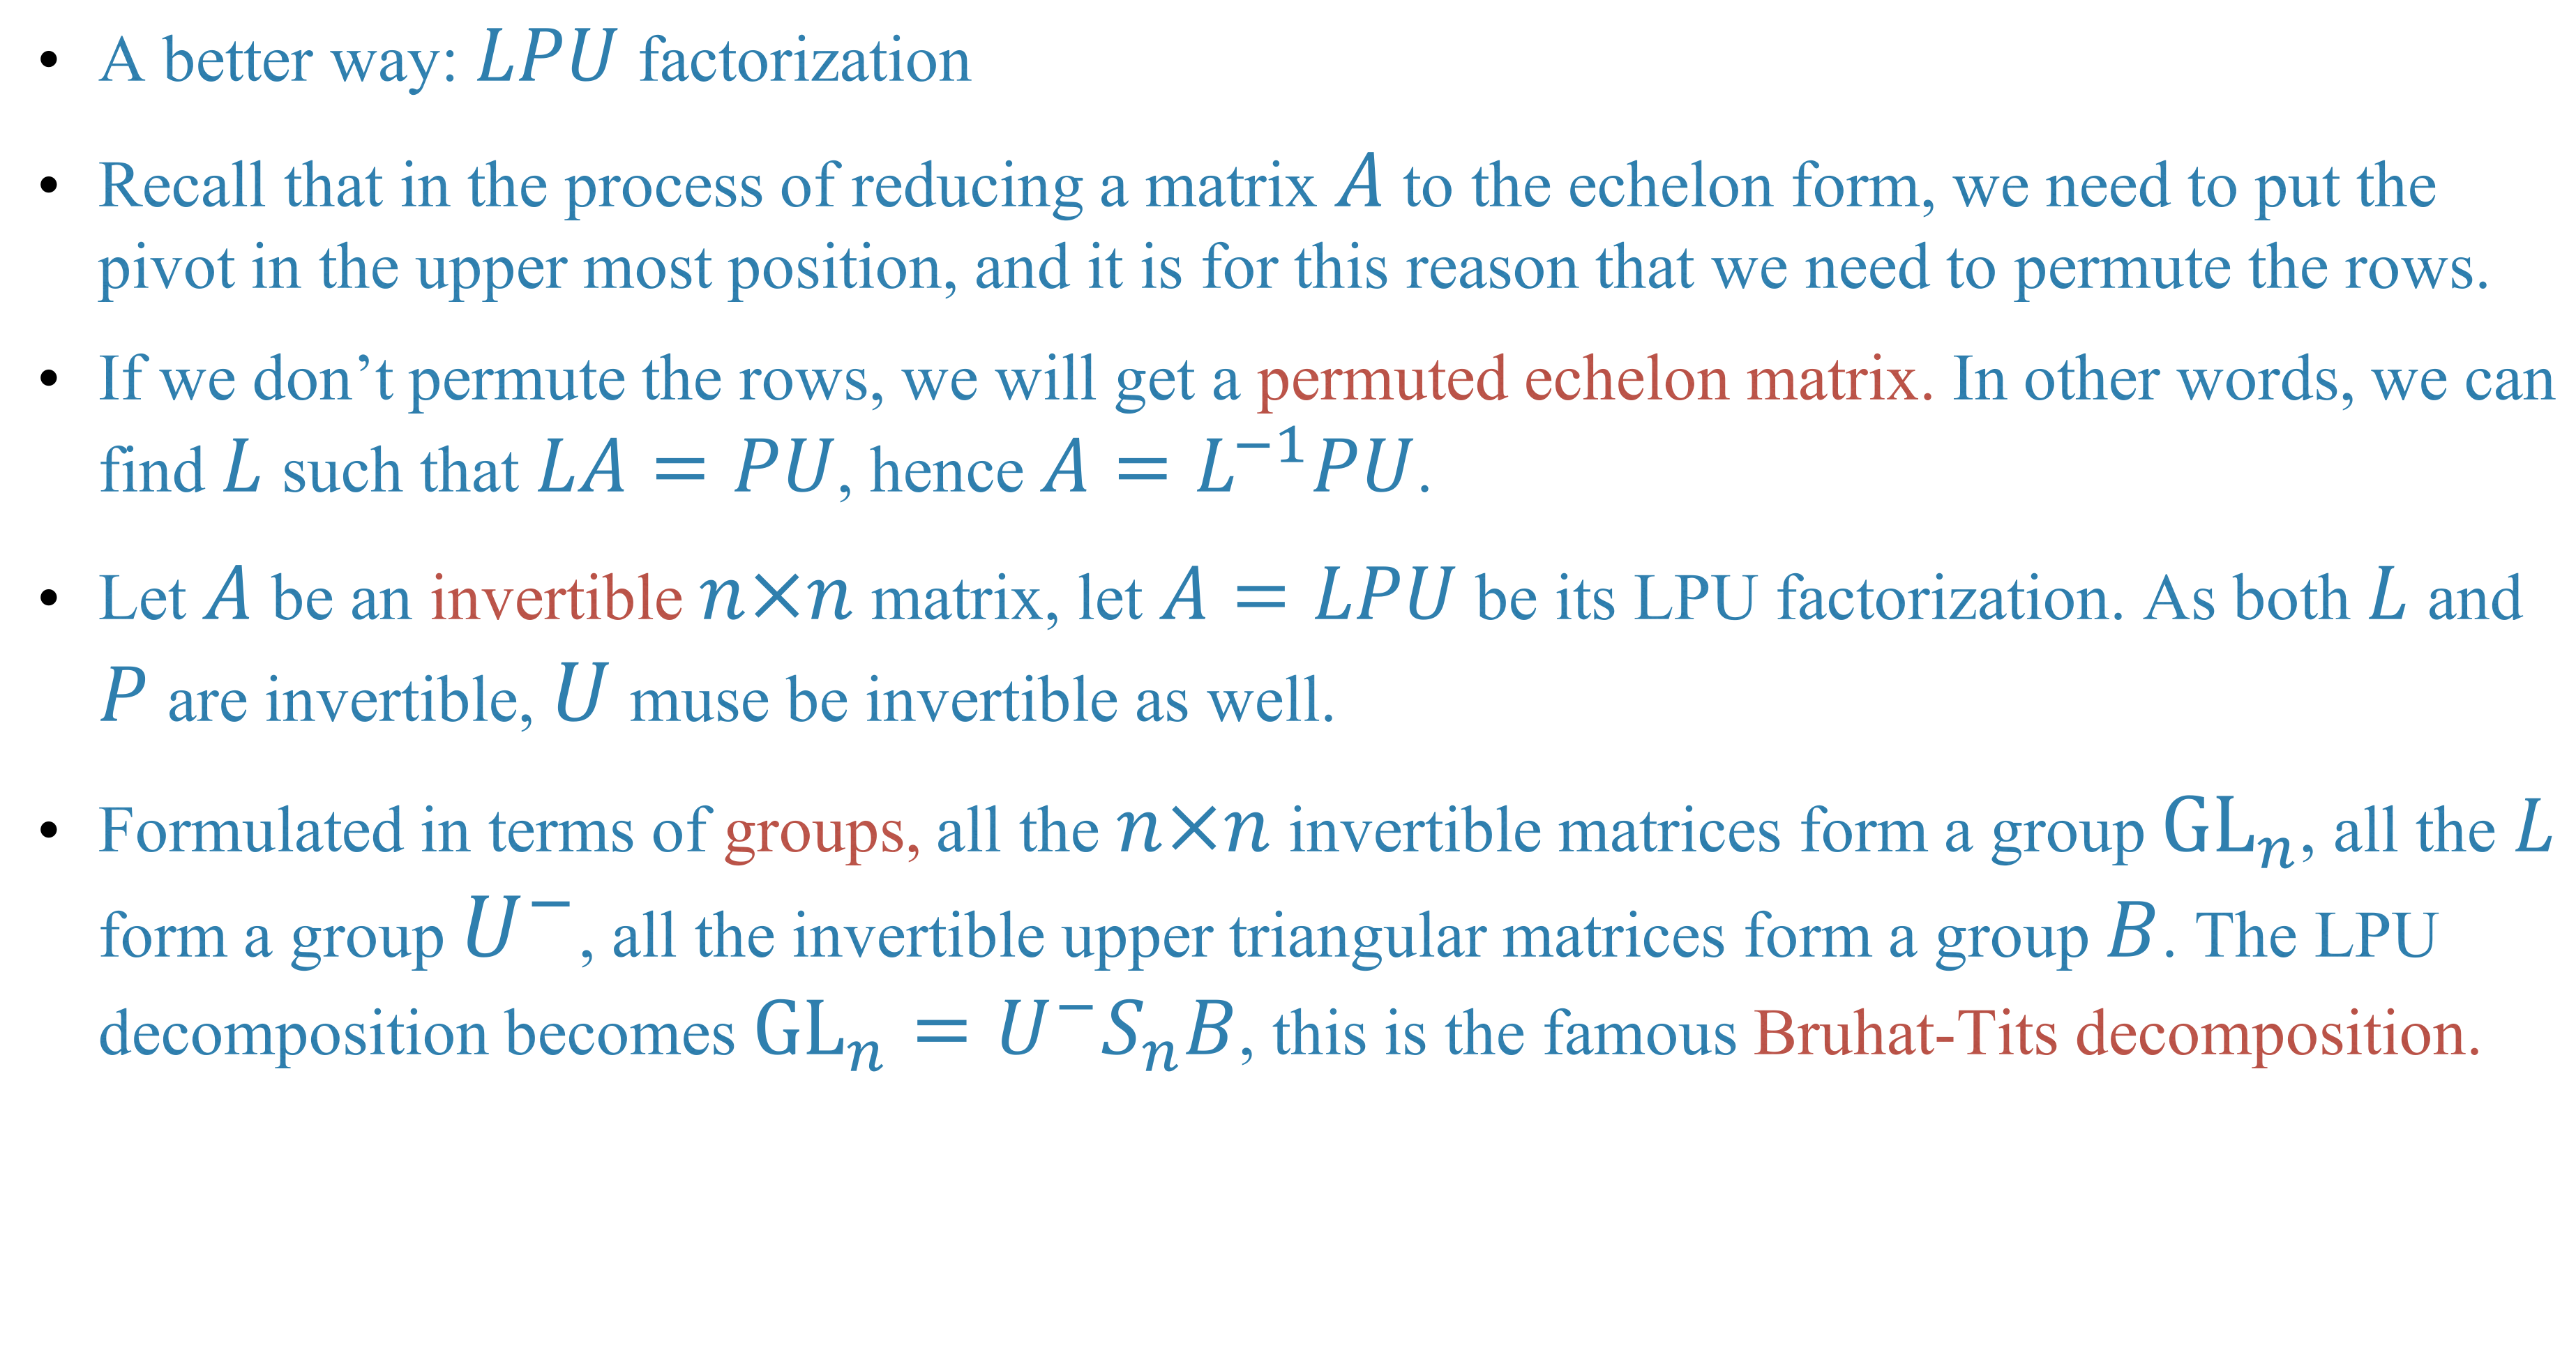 • A better way: LPU factorization
• Recall that in the process of reducing a matrix A to the echelon form, we need to put the
pivot in the upper most position, and it is for this reason that we need to permute the rows.
• If we don’t permute the rows, we will get a permuted echelon matrix. In other words, we can
find L such that LA = PU, hence A = L⁻¹PU.
• Let A be an invertible n×n matrix, let A = LPU be its LPU factorization. As both L and
P are invertible, U muse be invertible as well.
• Formulated in terms of groups, all the n×n invertible matrices form a group GLₙ, all the L
form a group U⁻, all the invertible upper triangular matrices form a group B. The LPU
decomposition becomes GLₙ = U⁻SₙB, this is the famous Bruhat-Tits decomposition.